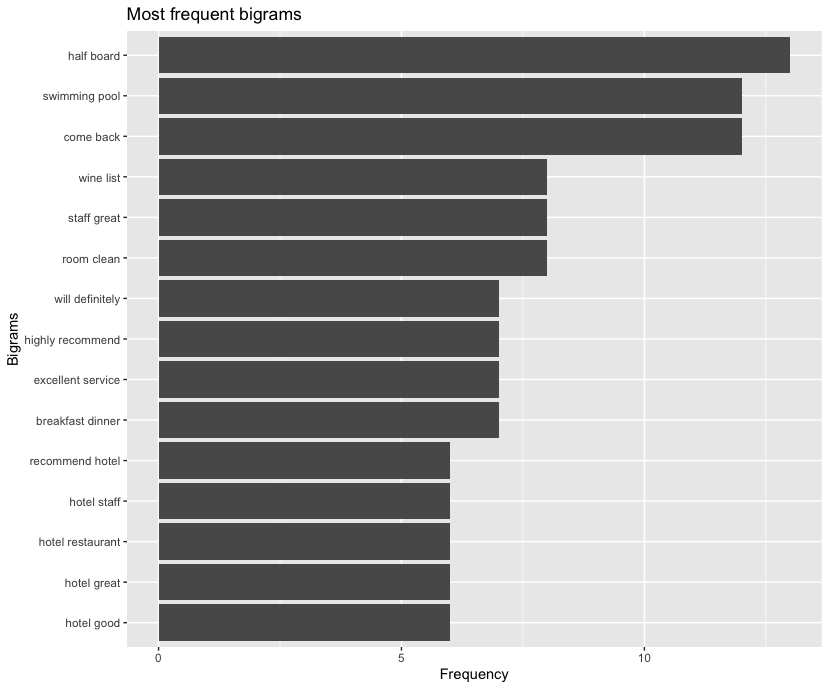 Most frequent bigrams
half board
swimming pool
come back
wine list
staff great
room clean
will definitely
highly recommend
excellent service
breakfast dinner
recommend hotel
hotel staff
hotel restaurant
hotel great
hotel good
Bigrams
0 5 10
Frequency